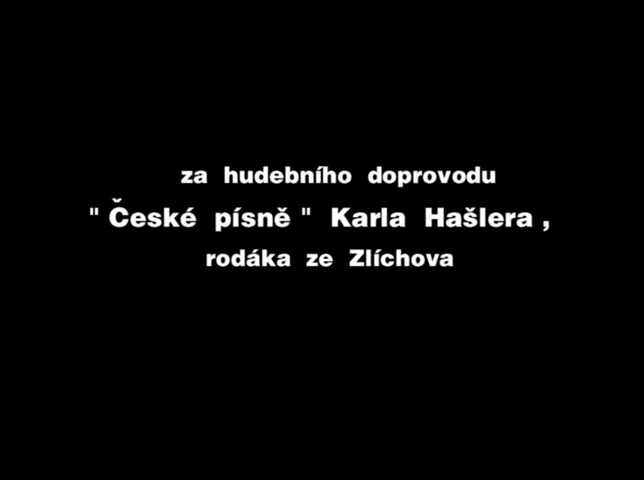 za hudebního doprovodu
" České písně " Karla Hašlera ,
rodáka ze Zlíchova